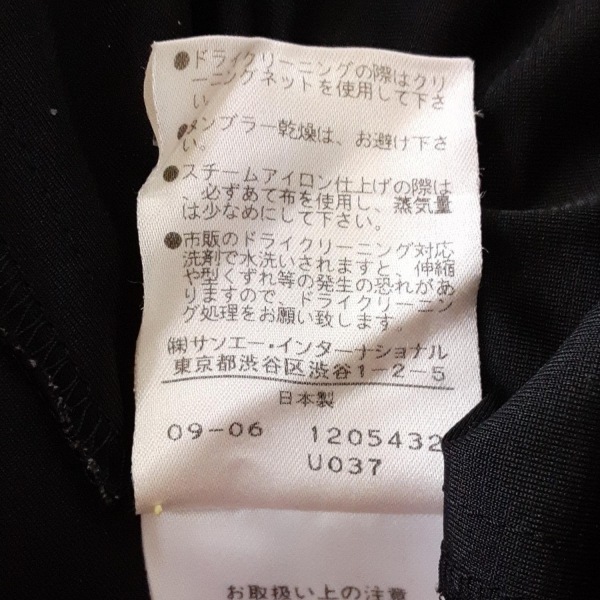 ●ドライクリーニングの際はクリ
ーニングネットを使用して下さ
い。
●タンブラー乾燥は、お避け下さ
い。
●スチームアイロン仕上げの際は
、必ずあて布を使用し、蒸気量
は少なめにして下さい。
●市販のドライクリーニング対応
洗剤で水洗いされますと、伸縮
や型くずれ等の発生の恐れがあ
りますので、ドライクリーニン
グ処理をお願い致します。
㈱サンエー・インターナショナル
東京都渋谷区渋谷1-2-5
日本製
09-06 1205432
U037
お取扱い上の注意